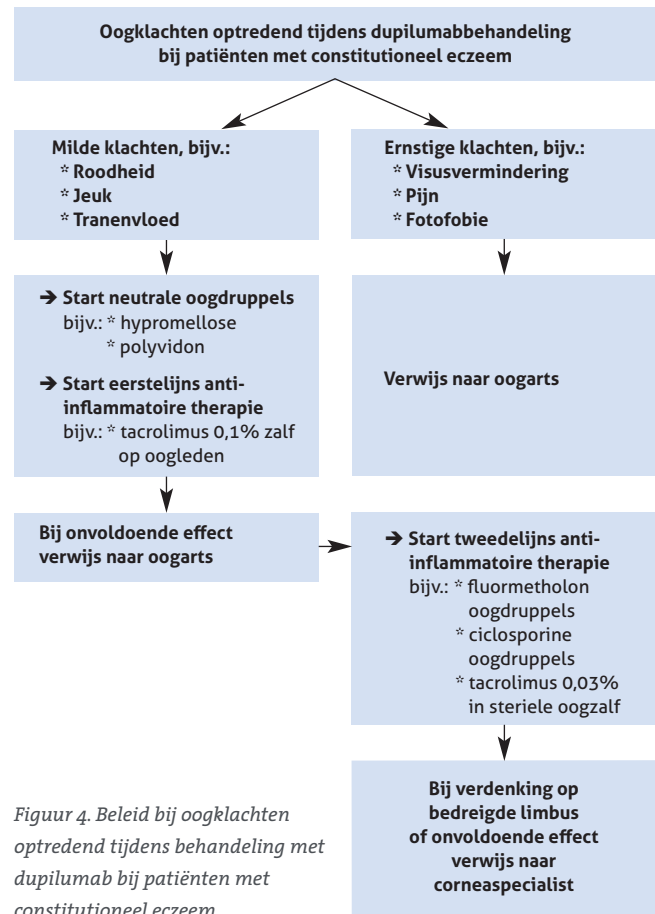 Oogklachten optredend tijdens dupilumabbehandeling
bij patiënten met constitutioneel eczeem
Milde klachten, bijv.:
* Roodheid
* Jeuk
* Tranenvloed
Ernstige klachten, bijv.:
* Visusvermindering
* Pijn
* Fotofobie
➔ Start neutrale oogdruppels
bijv.: * hypromellose
* polyvidon
➔ Start eerstelijns anti-
inflammatoire therapie
bijv.: * tacrolimus 0,1% zalf
op oogleden
Verwijs naar oogarts
Bij onvoldoende effect
verwijs naar oogarts
➔ Start tweedelijns anti-
inflammatoire therapie
bijv.: * fluormetholon
oogdruppels
* ciclosporine
oogdruppels
* tacrolimus 0,03%
in steriele oogzalf
Bij verdenking op
bedreigde limbus
of onvoldoende effect
verwijs naar
corneaspecialist
Figuur 4. Beleid bij oogklachten
optredend tijdens behandeling met
dupilumab bij patiënten met
constitutioneel eczeem